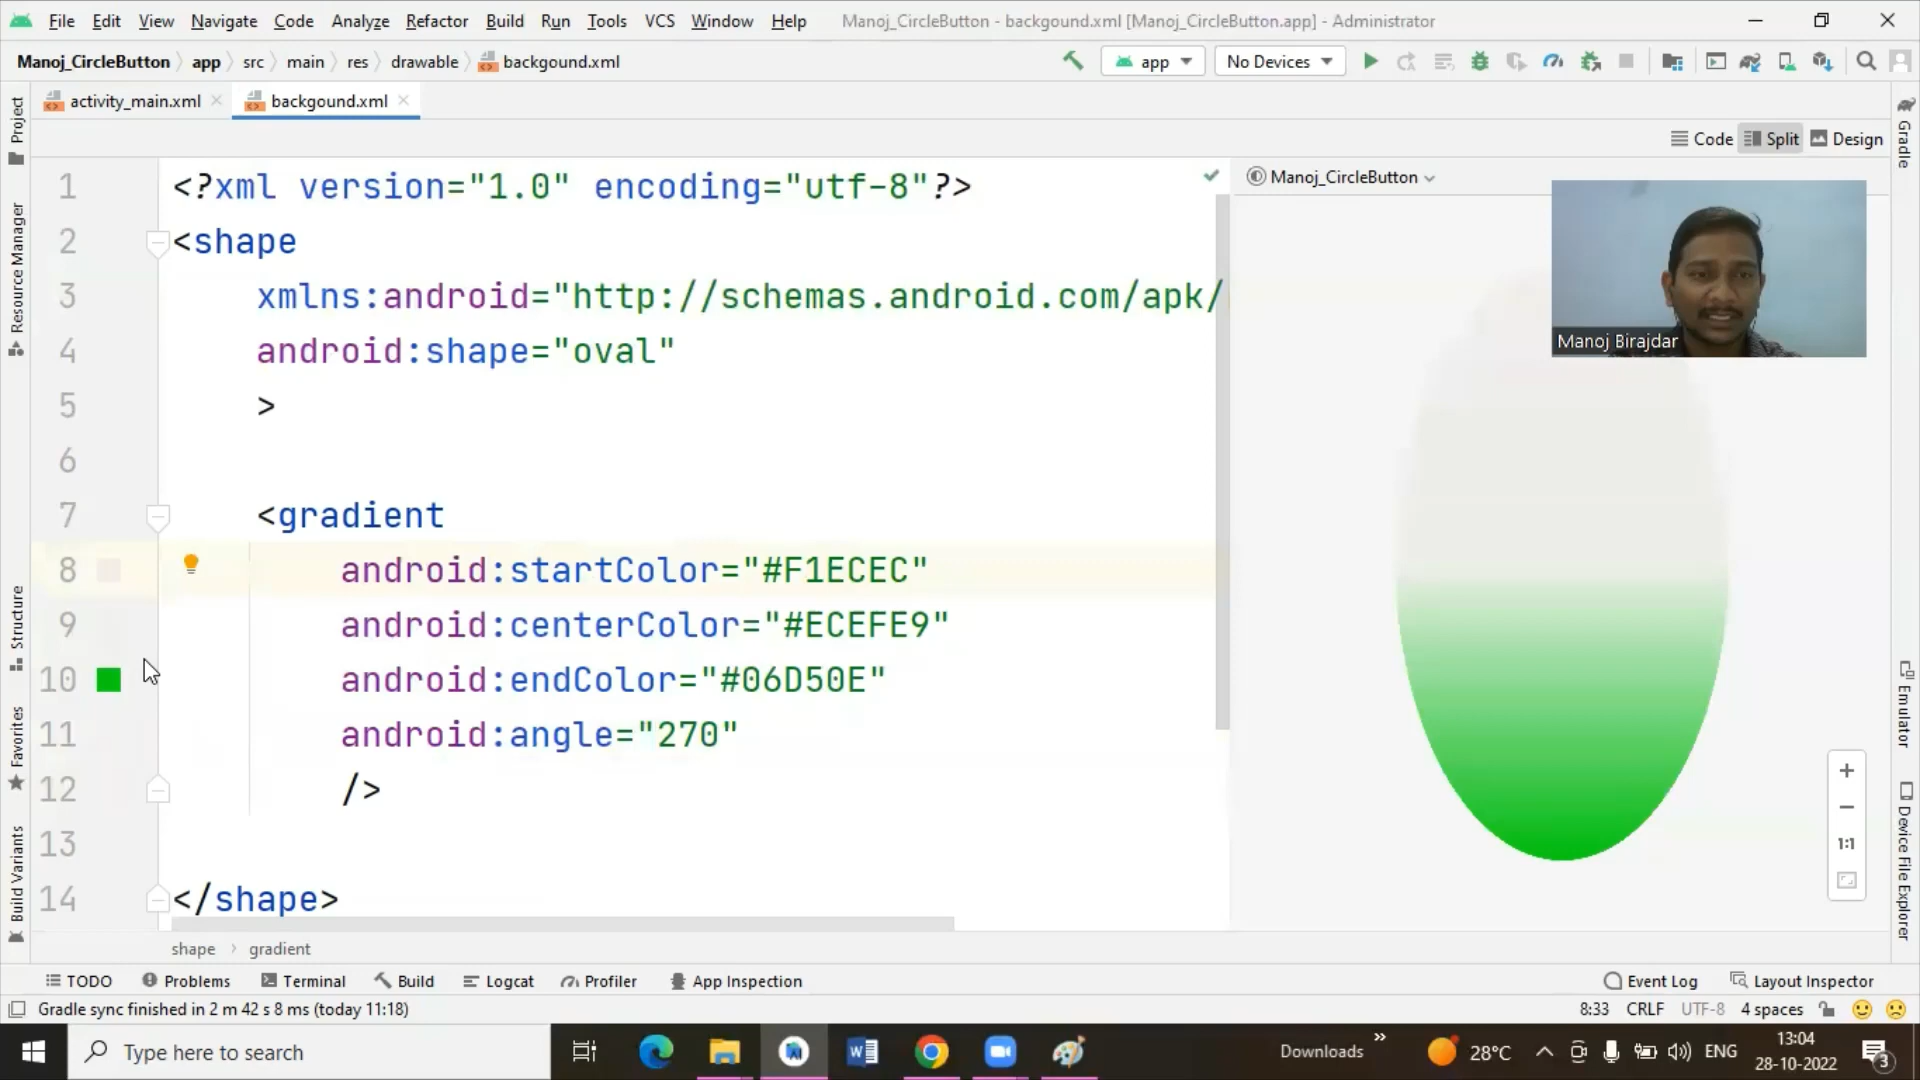 File Edit View Navigate Code Analyze Refactor Build Run Tools VCS Window Help Manoj_CircleButton - backgound.xml [Manoj_CircleButton.app] - Administrator
Manoj_CircleButton app src main res drawable backgound.xml app No Devices
activity_main.xml backgound.xml
Code Split Design
Project
Resource Manager
Structure
Favorites
Build Variants
1 <?xml version="1.0" encoding="utf-8"?>
2 <shape
3 xmlns:android="http://schemas.android.com/apk/
4 android:shape="oval"
5 >
6
7 <gradient
8 android:startColor="#F1ECEC"
9 android:centerColor="#ECEFE9"
10 android:endColor="#06D50E"
11 android:angle="270"
12 />
13
14 </shape>
Manoj_CircleButton
Manoj Birajdar
+
−
1:1
Gradle
Emulator
Device File Explorer
shape gradient
TODO Problems Terminal Build Logcat Profiler App Inspection Event Log Layout Inspector
Gradle sync finished in 2 m 42 s 8 ms (today 11:18) 8:33 CRLF UTF-8 4 spaces
Type here to search Downloads » 28°C ENG 13:04
28-10-2022 3